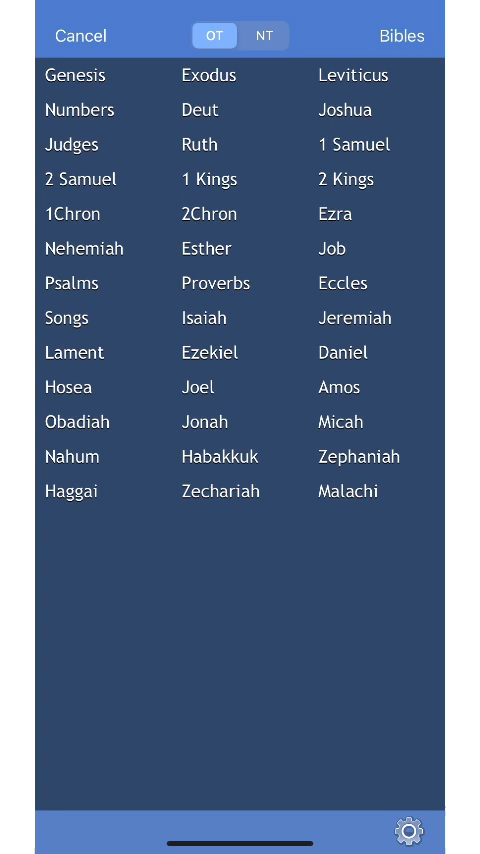 Cancel OT NT Bibles
Genesis Exodus Leviticus
Numbers Deut Joshua
Judges Ruth 1 Samuel
2 Samuel 1 Kings 2 Kings
1Chron 2Chron Ezra
Nehemiah Esther Job
Psalms Proverbs Eccles
Songs Isaiah Jeremiah
Lament Ezekiel Daniel
Hosea Joel Amos
Obadiah Jonah Micah
Nahum Habakkuk Zephaniah
Haggai Zechariah Malachi